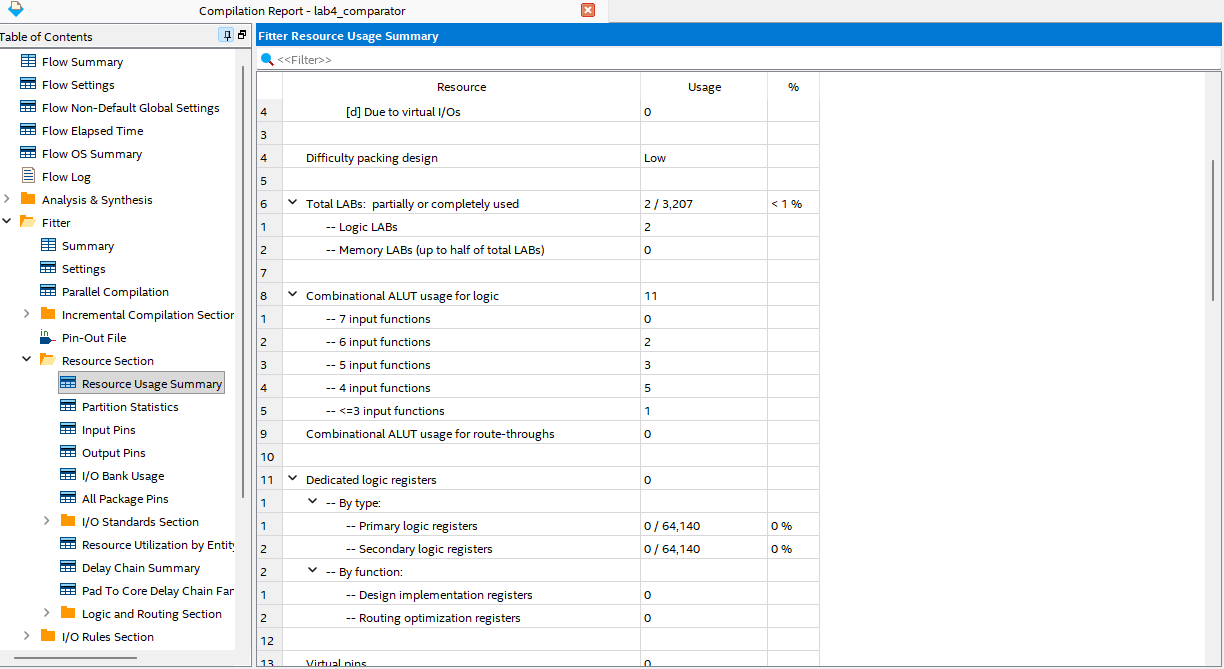 Compilation Report - lab4_comparator
Table of Contents
Flow Summary
Flow Settings
Flow Non-Default Global Settings
Flow Elapsed Time
Flow OS Summary
Flow Log
Analysis & Synthesis
Fitter
Summary
Settings
Parallel Compilation
Incremental Compilation Section
Pin-Out File
Resource Section
Resource Usage Summary
Partition Statistics
Input Pins
Output Pins
I/O Bank Usage
All Package Pins
I/O Standards Section
Resource Utilization by Entity
Delay Chain Summary
Pad To Core Delay Chain Fan
Logic and Routing Section
I/O Rules Section
Fitter Resource Usage Summary
<<Filter>>
Resource Usage %
4 [d] Due to virtual I/Os 0
3
4 Difficulty packing design Low
5
6 Total LABs: partially or completely used 2 / 3,207 < 1 %
1 -- Logic LABs 2
2 -- Memory LABs (up to half of total LABs) 0
7
8 Combinational ALUT usage for logic 11
1 -- 7 input functions 0
2 -- 6 input functions 2
3 -- 5 input functions 3
4 -- 4 input functions 5
5 -- <=3 input functions 1
9 Combinational ALUT usage for route-throughs 0
10
11 Dedicated logic registers 0
1 -- By type:
1 -- Primary logic registers 0 / 64,140 0 %
2 -- Secondary logic registers 0 / 64,140 0 %
2 -- By function:
1 -- Design implementation registers 0
2 -- Routing optimization registers 0
12
13 Virtual pins 0